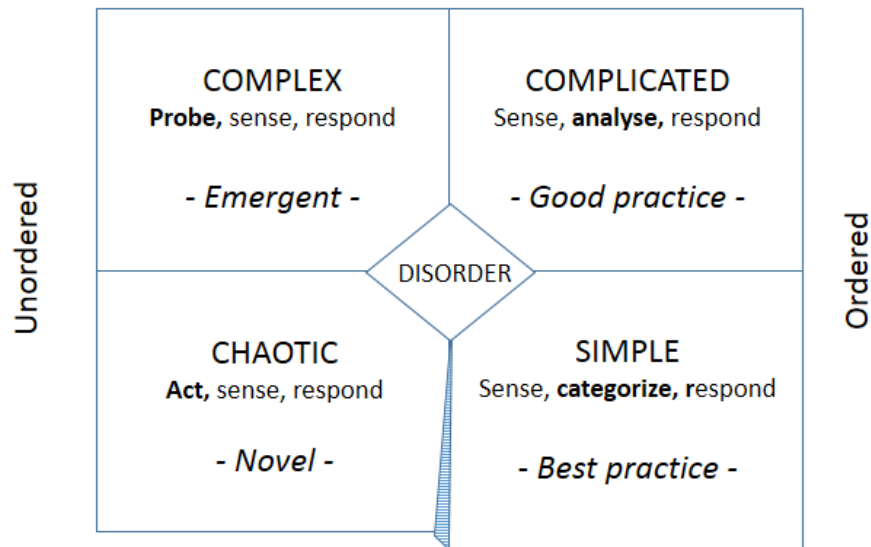 COMPLEX
Probe, sense, respond
- Emergent -
COMPLICATED
Sense, analyse, respond
- Good practice -
Unordered
DISORDER
Ordered
CHAOTIC
Act, sense, respond
- Novel -
SIMPLE
Sense, categorize, respond
- Best practice -